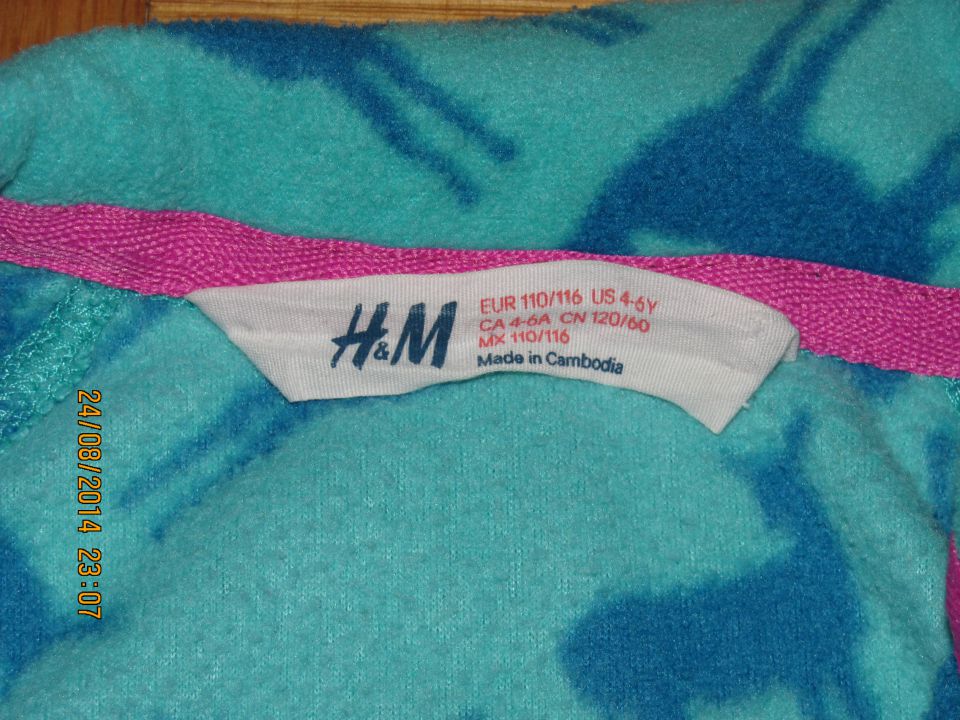 H&M
EUR 110/116 US 4-6Y
CA 4-6A CN 120/60
MX 110/116
Made in Cambodia
24/08/2014 23:07